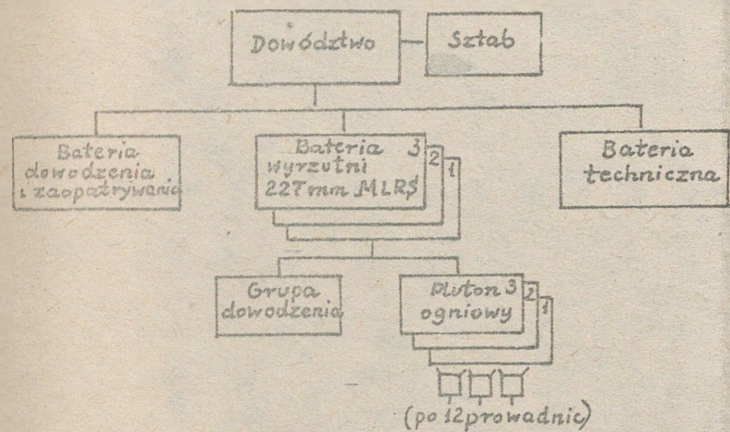 Dowództwo
Sztab
Bateria
dowodzenia
i zaopatrywania
Bateria 3
wyrzutni 2
227mm MLRS 1
Bateria
techniczna
Grupa
dowodzenia
Pluton 3
ogniowy 2
1
(po 12 prowadnic)